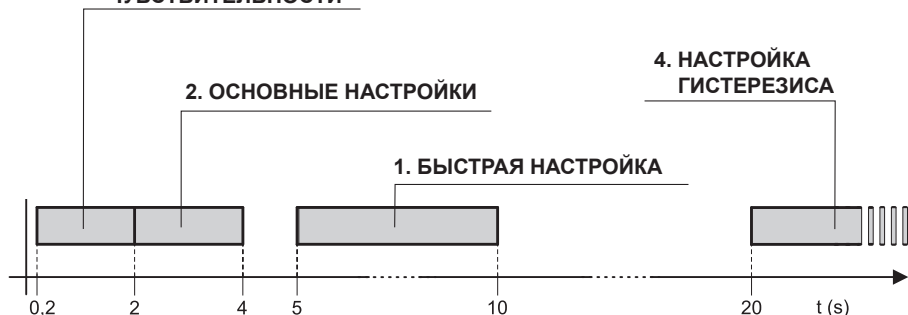 2. ОСНОВНЫЕ НАСТРОЙКИ
4. НАСТРОЙКА
ГИСТЕРЕЗИСА
1. БЫСТРАЯ НАСТРОЙКА
0.2 2 4 5 10 20 t (s)